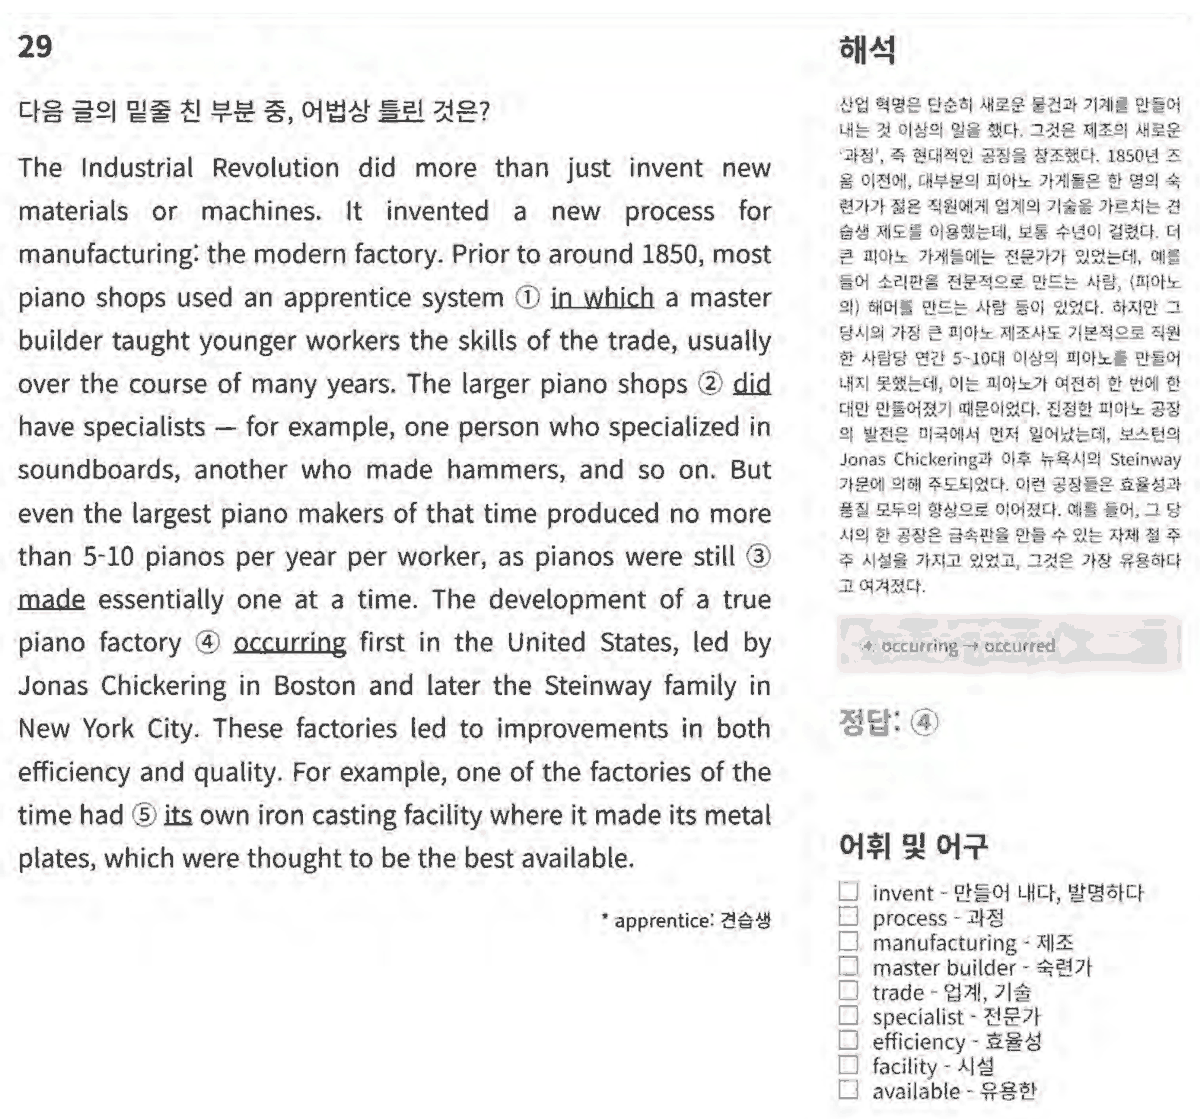 29
다음 글의 밑줄 친 부분 중, 어법상 틀린 것은?
The Industrial Revolution did more than just invent new
materials or machines. It invented a new process for
manufacturing: the modern factory. Prior to around 1850, most
piano shops used an apprentice system ① in which a master
builder taught younger workers the skills of the trade, usually
over the course of many years. The larger piano shops ② did
have specialists — for example, one person who specialized in
soundboards, another who made hammers, and so on. But
even the largest piano makers of that time produced no more
than 5-10 pianos per year per worker, as pianos were still ③
made essentially one at a time. The development of a true
piano factory ④ occurring first in the United States, led by
Jonas Chickering in Boston and later the Steinway family in
New York City. These factories led to improvements in both
efficiency and quality. For example, one of the factories of the
time had ⑤ its own iron casting facility where it made its metal
plates, which were thought to be the best available.
* apprentice: 견습생
해석
산업 혁명은 단순히 새로운 물건과 기계를 만들어
내는 것 이상의 일을 했다. 그것은 제조의 새로운
'과정', 즉 현대적인 공장을 창조했다. 1850년 즈
음 이전에, 대부분의 피아노 가게들은 한 명의 숙
련가가 젊은 직원에게 업계의 기술을 가르치는 견
습생 제도를 이용했는데, 보통 수년이 걸렸다. 더
큰 피아노 가게들에는 전문가가 있었는데, 예를
들어 소리판을 전문적으로 만드는 사람, (피아노
의) 해머를 만드는 사람 등이 있었다. 하지만 그
당시의 가장 큰 피아노 제조사도 기본적으로 직원
한 사람당 연간 5~10대 이상의 피아노를 만들어
내지 못했는데, 이는 피아노가 여전히 한 번에 한
대만 만들어졌기 때문이었다. 진정한 피아노 공장
의 발전은 미국에서 먼저 일어났는데, 보스턴의
Jonas Chickering과 이후 뉴욕시의 Steinway
가문에 의해 주도되었다. 이런 공장들은 효율성과
품질 모두의 향상으로 이어졌다. 예를 들어, 그 당
시의 한 공장은 금속판을 만들 수 있는 자체 철 주
주 시설을 가지고 있었고, 그것은 가장 유용하다
고 여겨졌다.
4. occurring → occurred
정답: ④
어휘 및 어구
invent - 만들어 내다, 발명하다
process - 과정
manufacturing - 제조
master builder - 숙련가
trade - 업계, 기술
specialist - 전문가
efficiency - 효율성
facility - 시설
available - 유용한